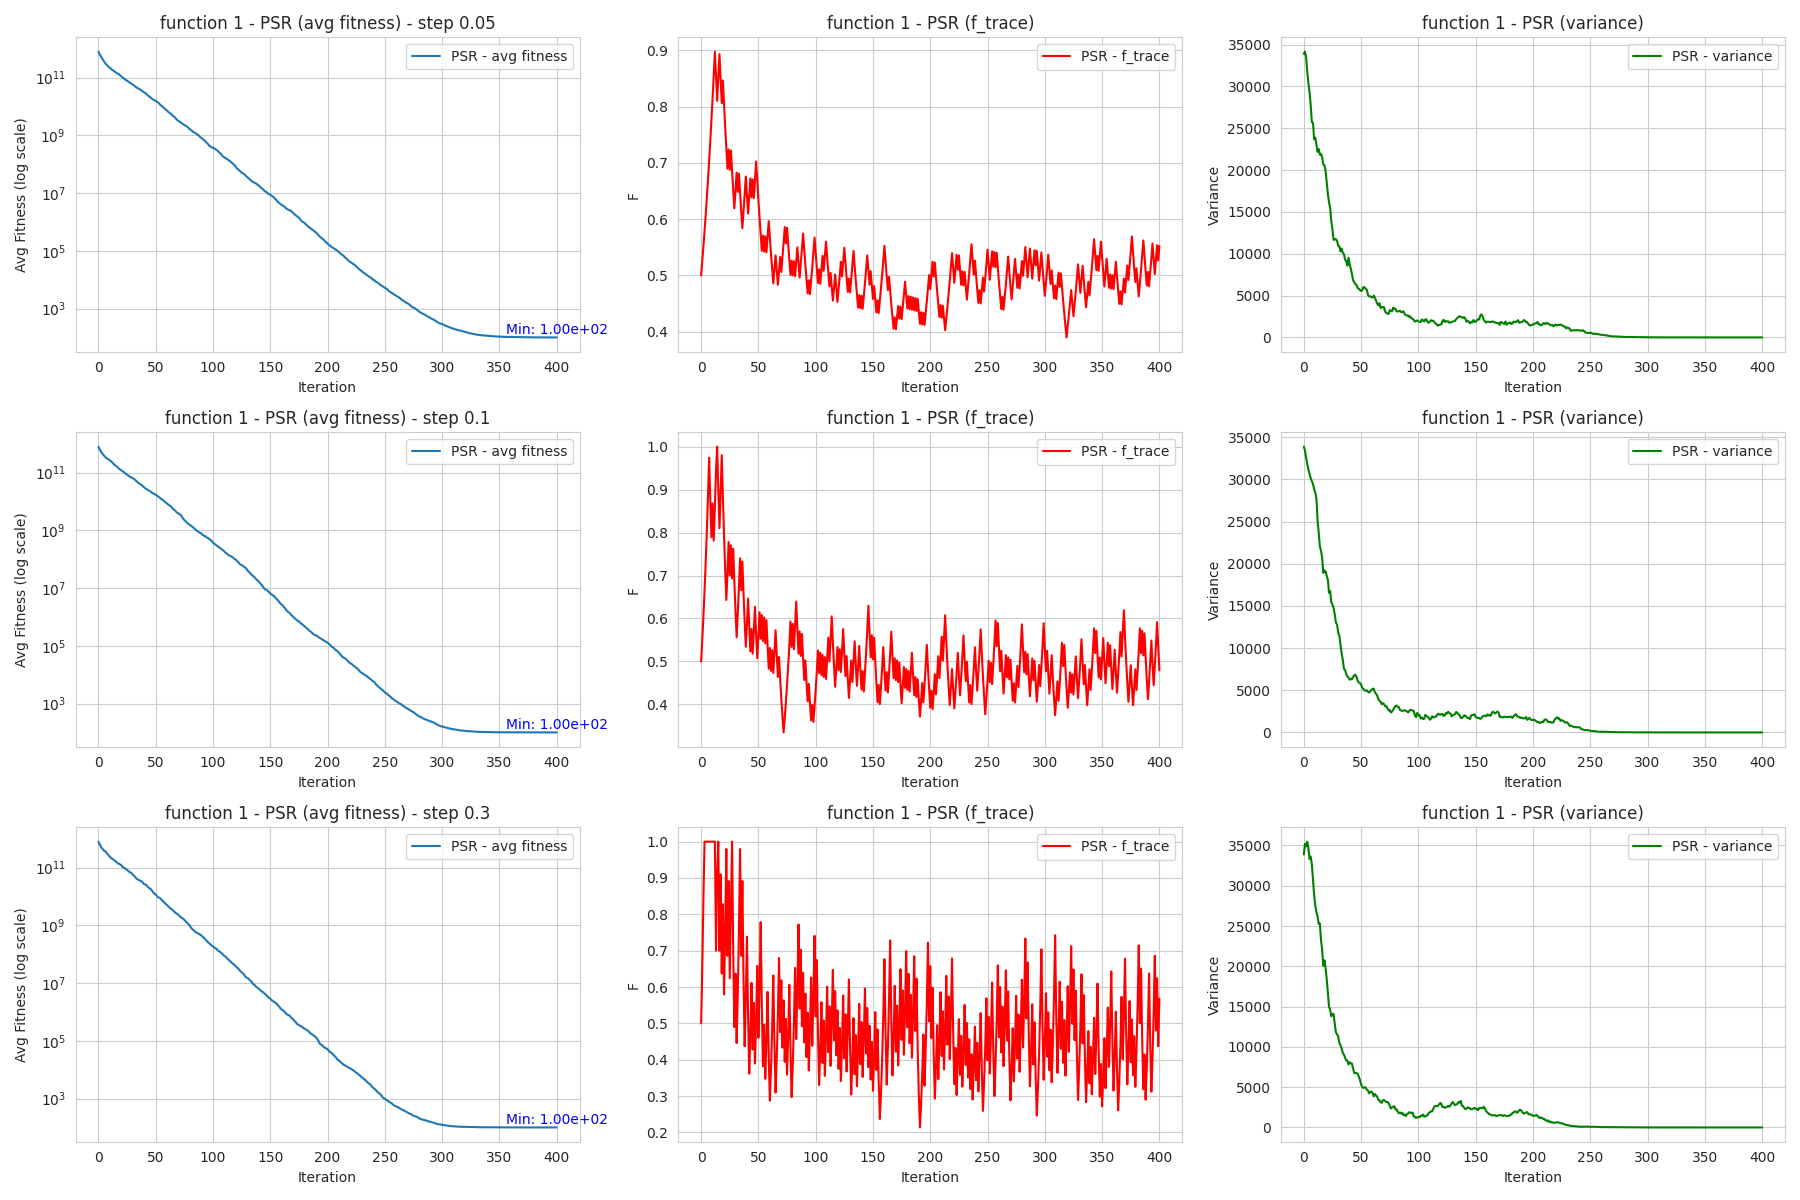 function 1 - PSR (avg fitness) - step 0.05
PSR - avg fitness
Avg Fitness (log scale)
10^11
10^9
10^7
10^5
10^3
Min: 1.00e+02
0 50 100 150 200 250 300 350 400
Iteration
function 1 - PSR (f_trace)
PSR - f_trace
F
0.9
0.8
0.7
0.6
0.5
0.4
0 50 100 150 200 250 300 350 400
Iteration
function 1 - PSR (variance)
PSR - variance
Variance
35000
30000
25000
20000
15000
10000
5000
0
0 50 100 150 200 250 300 350 400
Iteration
function 1 - PSR (avg fitness) - step 0.1
PSR - avg fitness
Avg Fitness (log scale)
10^11
10^9
10^7
10^5
10^3
Min: 1.00e+02
0 50 100 150 200 250 300 350 400
Iteration
function 1 - PSR (f_trace)
PSR - f_trace
F
1.0
0.9
0.8
0.7
0.6
0.5
0.4
0 50 100 150 200 250 300 350 400
Iteration
function 1 - PSR (variance)
PSR - variance
Variance
35000
30000
25000
20000
15000
10000
5000
0
0 50 100 150 200 250 300 350 400
Iteration
function 1 - PSR (avg fitness) - step 0.3
PSR - avg fitness
Avg Fitness (log scale)
10^11
10^9
10^7
10^5
10^3
Min: 1.00e+02
0 50 100 150 200 250 300 350 400
Iteration
function 1 - PSR (f_trace)
PSR - f_trace
F
1.0
0.9
0.8
0.7
0.6
0.5
0.4
0.3
0.2
0 50 100 150 200 250 300 350 400
Iteration
function 1 - PSR (variance)
PSR - variance
Variance
35000
30000
25000
20000
15000
10000
5000
0
0 50 100 150 200 250 300 350 400
Iteration